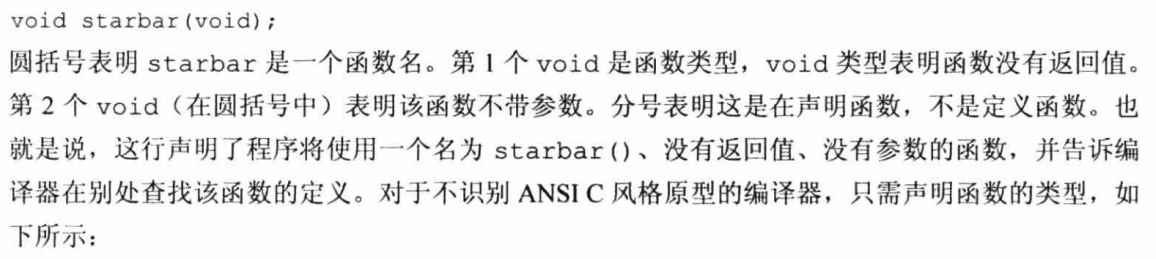 void starbar(void);
圆括号表明 starbar 是一个函数名。第 1 个 void 是函数类型，void 类型表明函数没有返回值。
第 2 个 void（在圆括号中）表明该函数不带参数。分号表明这是在声明函数，不是定义函数。也
就是说，这行声明了程序将使用一个名为 starbar()、没有返回值、没有参数的函数，并告诉编
译器在别处查找该函数的定义。对于不识别 ANSI C 风格原型的编译器，只需声明函数的类型，如
下所示：